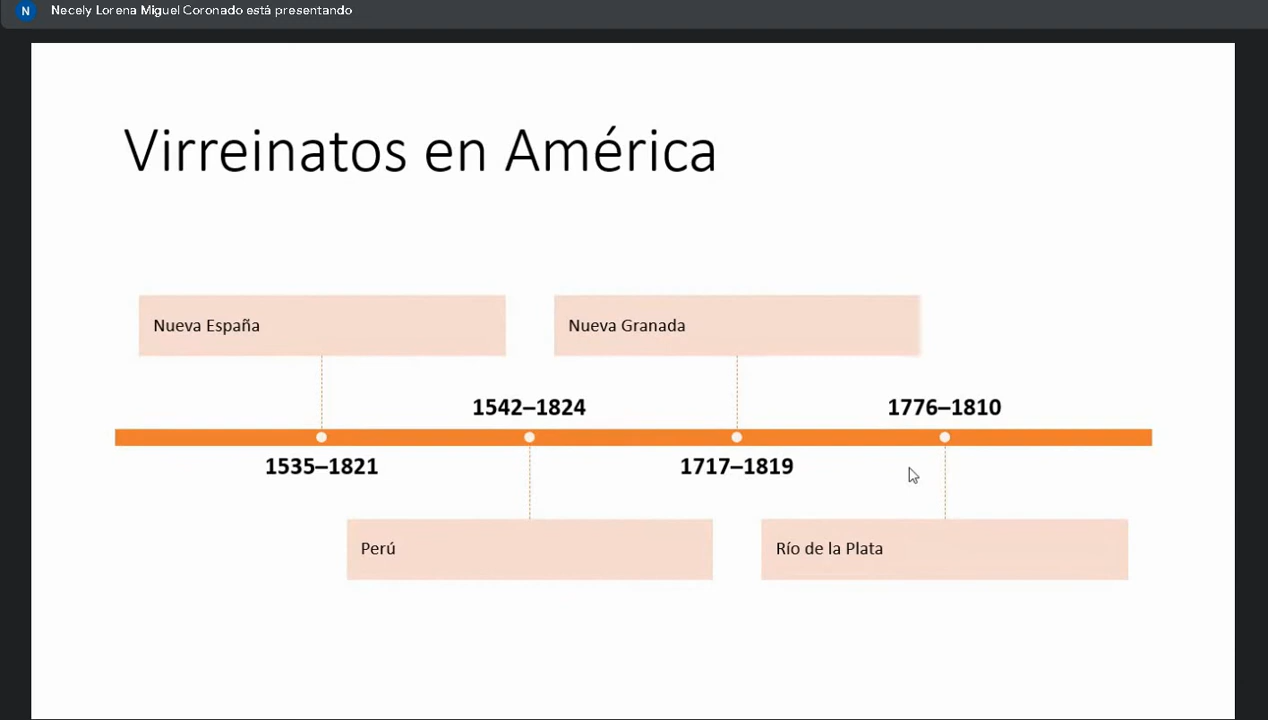 N Necely Lorena Miguel Coronado está presentando
Virreinatos en América
Nueva España
Nueva Granada
1542–1824
1776–1810
1535–1821
1717–1819
Perú
Río de la Plata